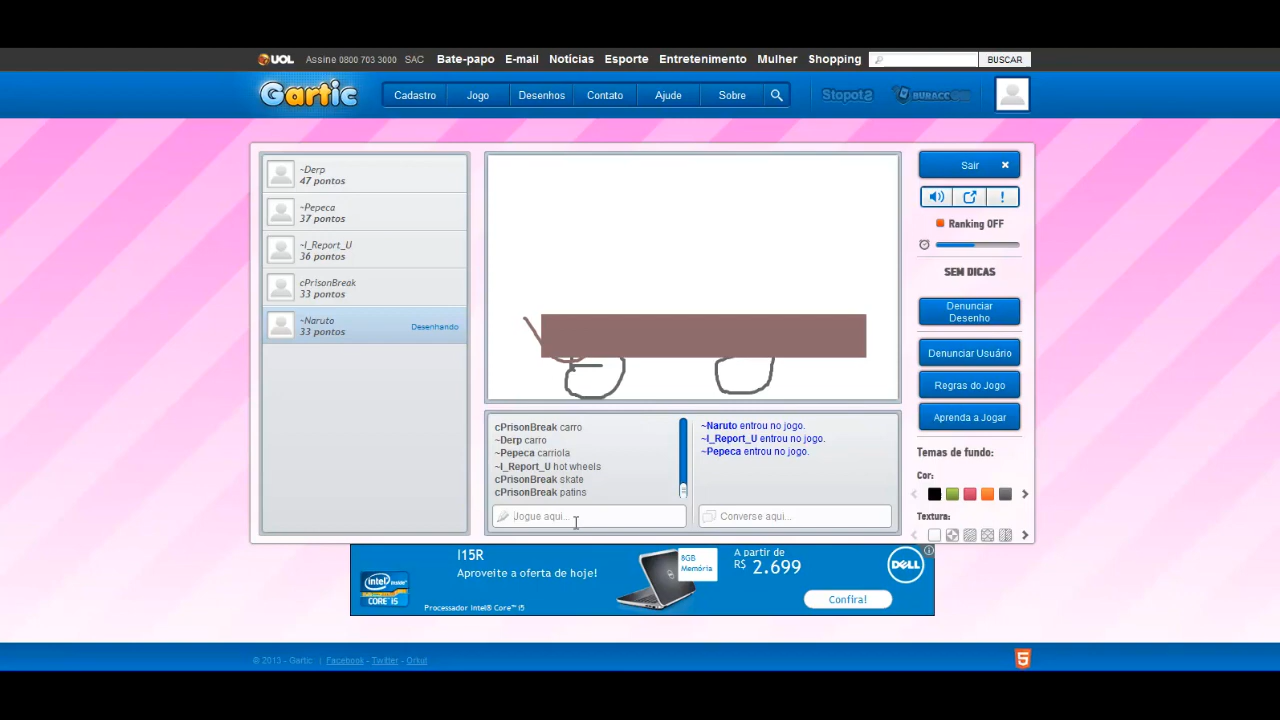 UOL Assine 0800 703 3000 SAC Bate-papo E-mail Notícias Esporte Entretenimento Mulher Shopping BUSCAR
Gartic Cadastro Jogo Desenhos Contato Ajude Sobre Stopots
~Derp
47 pontos
~Pepeca
37 pontos
~I_Report_U
36 pontos
cPrisonBreak
33 pontos
~Naruto
33 pontos
Desenhando
Sair ×
!
Ranking OFF
SEM DICAS
Denunciar
Desenho
Denunciar Usuário
Regras do Jogo
Aprenda a Jogar
Temas de fundo:
Cor:
Textura:
cPrisonBreak carro
~Derp carro
~Pepeca carriola
~I_Report_U hot wheels
cPrisonBreak skate
cPrisonBreak patins
Jogue aqui...
~Naruto entrou no jogo.
~I_Report_U entrou no jogo.
~Pepeca entrou no jogo.
Converse aqui...
intel inside
CORE i5
I15R
Aproveite a oferta de hoje!
Processador Intel® Core™ i5
8GB
Memória
A partir de
R$ 2.699
DELL
Confira!
© 2013 - Gartic | Facebook - Twitter - Orkut
5